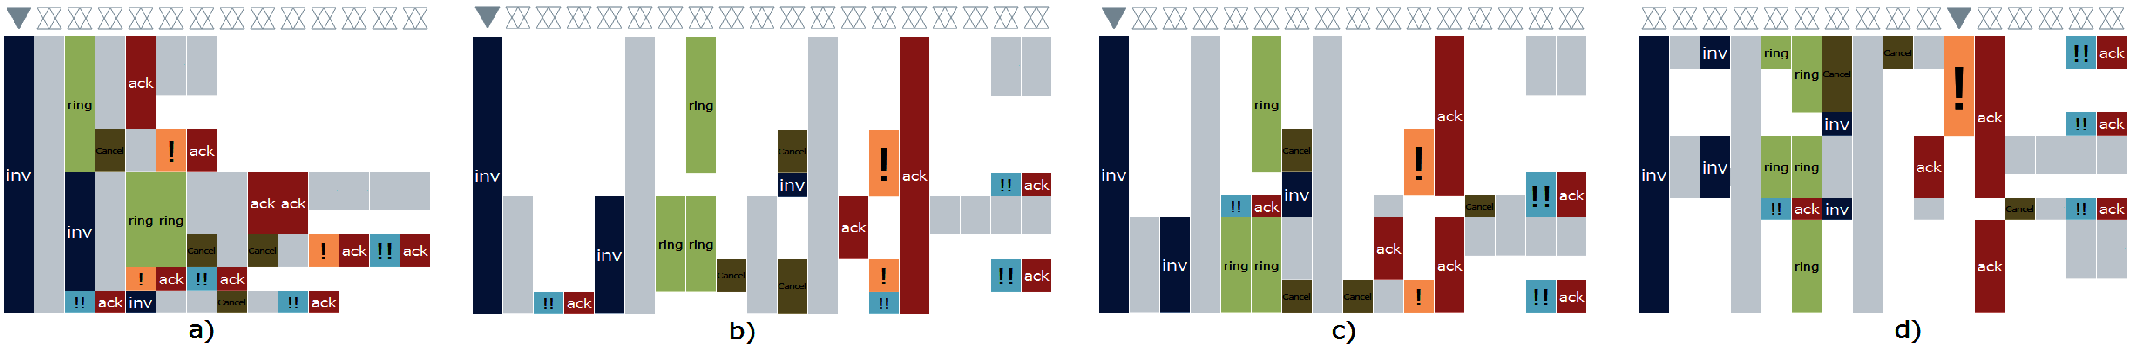 inv ring ack
Cancel ! ack
inv ring ring ack ack
Cancel Cancel ! ack !! ack
! ack !! ack
!! ack inv Cancel !! ack
a)
inv ring ack
Cancel !
inv !! ack
inv ring ring ack
Cancel Cancel ! !! ack
!! ack !!
b)
inv ring ack
Cancel !
inv !! ack
!! ack Cancel
inv ring ring ack ack
Cancel Cancel ! !! ack
c)
inv inv ring ring Cancel Cancel ! ack !! ack
inv !! ack
inv ring ring ack
!! ack inv Cancel !! ack
ring ack
d)